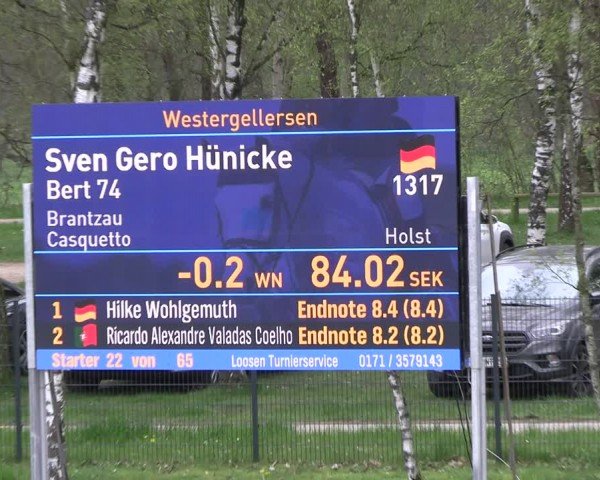 Westergellersen
Sven Gero Hünicke
Bert 74
1317
Brantzau
Casquetto
Holst
-0.2 WN 84.02 SEK
1 Hilke Wohlgemuth Endnote 8.4 (8.4)
2 Ricardo Alexandre Valadas Coelho Endnote 8.2 (8.2)
Starter 22 von 65 Loosen Turnierservice 0171 / 3579143